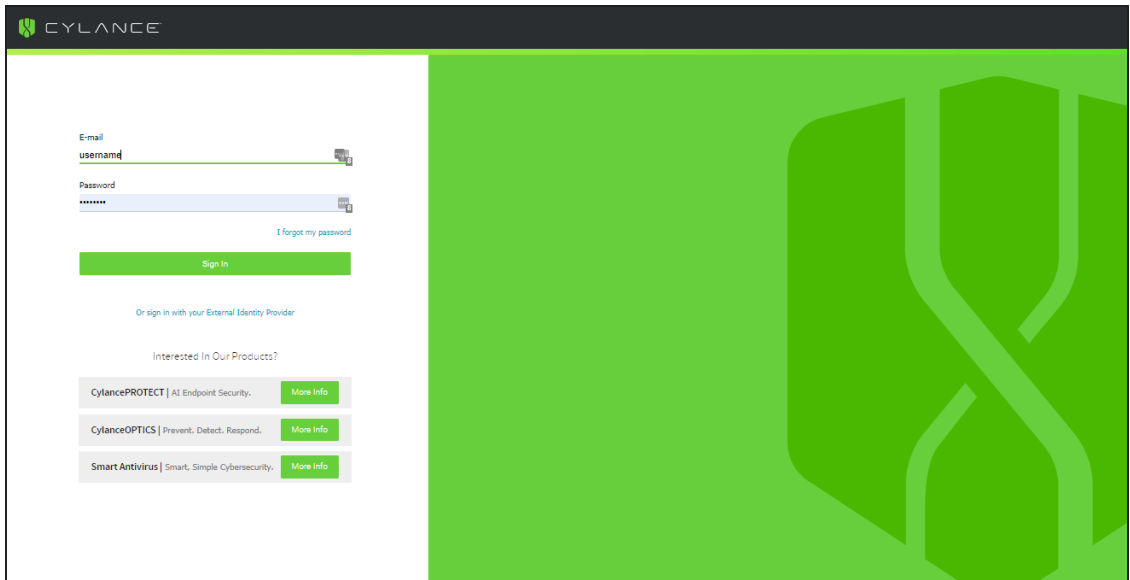 CYLANCE
E-mail
username
Password
••••••••
I forgot my password
Sign In
Or sign in with your External Identity Provider
Interested In Our Products?
CylancePROTECT | AI Endpoint Security. More Info
CylanceOPTICS | Prevent. Detect. Respond. More Info
Smart Antivirus | Smart, Simple Cybersecurity. More Info